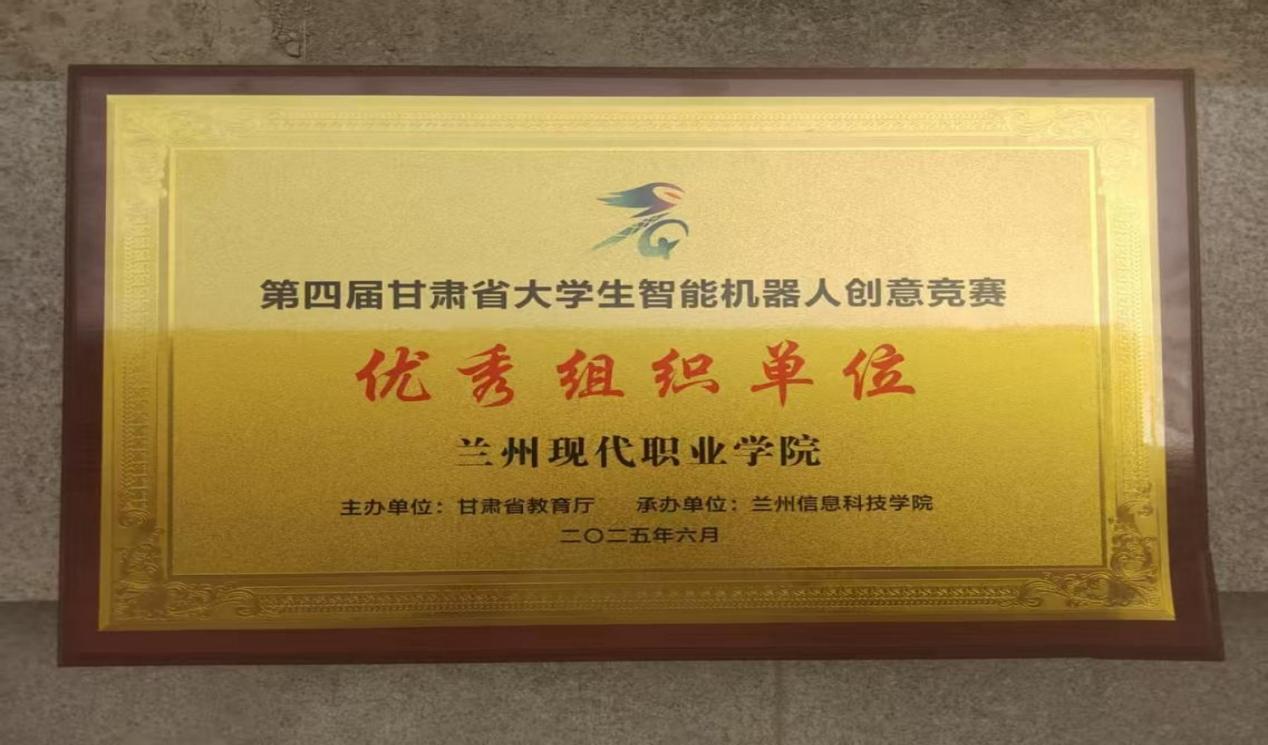 第四届甘肃省大学生智能机器人创意竞赛
优秀组织单位
兰州现代职业学院
主办单位：甘肃省教育厅 承办单位：兰州信息科技学院
二〇二五年六月